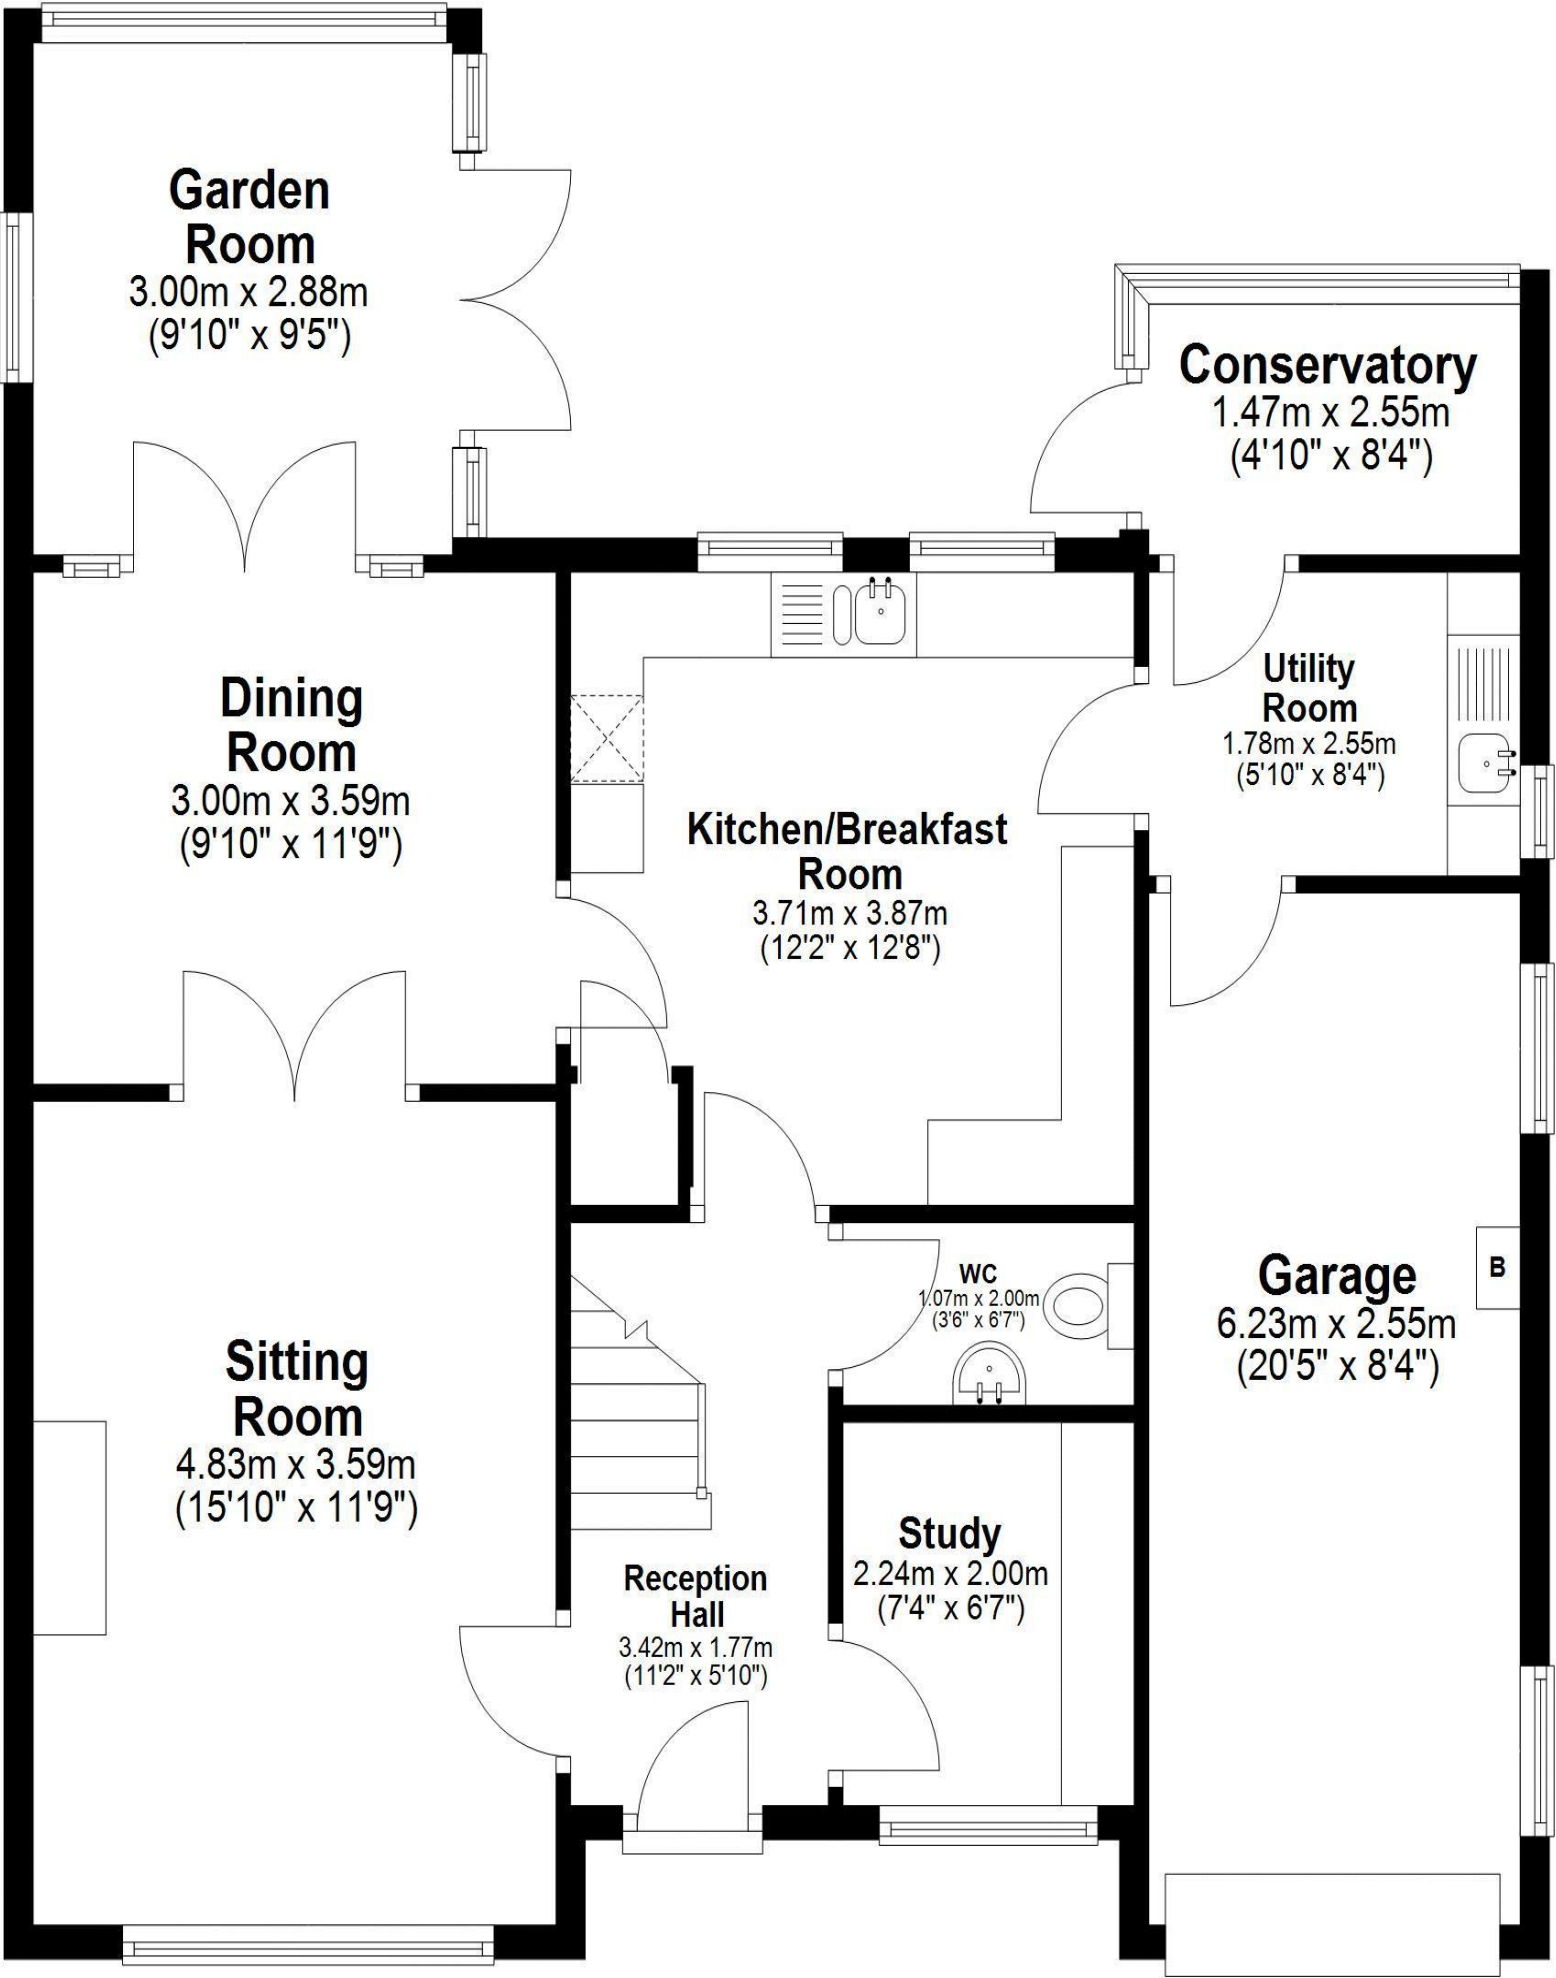 Garden
Room
3.00m x 2.88m
(9'10" x 9'5")
Conservatory
1.47m x 2.55m
(4'10" x 8'4")
Dining
Room
3.00m x 3.59m
(9'10" x 11'9")
Utility
Room
1.78m x 2.55m
(5'10" x 8'4")
Kitchen/Breakfast
Room
3.71m x 3.87m
(12'2" x 12'8")
WC
1.07m x 2.00m
(3'6" x 6'7")
Garage
6.23m x 2.55m
(20'5" x 8'4")
B
Sitting
Room
4.83m x 3.59m
(15'10" x 11'9")
Study
2.24m x 2.00m
(7'4" x 6'7")
Reception
Hall
3.42m x 1.77m
(11'2" x 5'10")